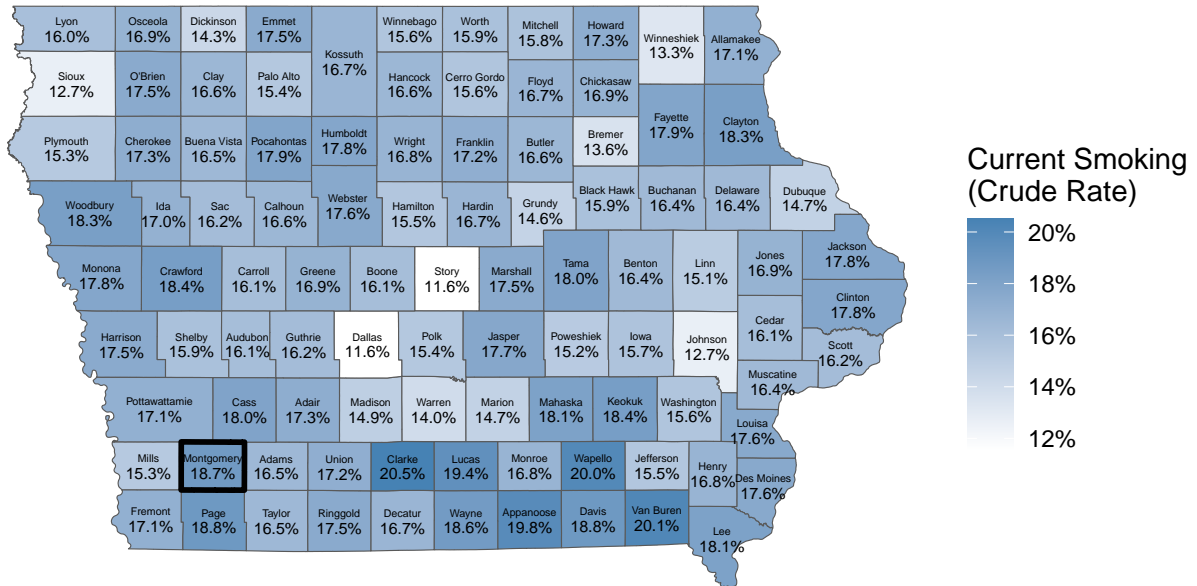 Lyon
16.0%
Osceola
16.9%
Dickinson
14.3%
Emmet
17.5%
Kossuth
16.7%
Winnebago
15.6%
Worth
15.9%
Mitchell
15.8%
Howard
17.3%
Winneshiek
13.3%
Allamakee
17.1%
Sioux
12.7%
O'Brien
17.5%
Clay
16.6%
Palo Alto
15.4%
Hancock
16.6%
Cerro Gordo
15.6%
Floyd
16.7%
Chickasaw
16.9%
Fayette
17.9%
Clayton
18.3%
Plymouth
15.3%
Cherokee
17.3%
Buena Vista
16.5%
Pocahontas
17.9%
Humboldt
17.8%
Wright
16.8%
Franklin
17.2%
Butler
16.6%
Bremer
13.6%
Woodbury
18.3%
Ida
17.0%
Sac
16.2%
Calhoun
16.6%
Webster
17.6%
Hamilton
15.5%
Hardin
16.7%
Grundy
14.6%
Black Hawk
15.9%
Buchanan
16.4%
Delaware
16.4%
Dubuque
14.7%
Monona
17.8%
Crawford
18.4%
Carroll
16.1%
Greene
16.9%
Boone
16.1%
Story
11.6%
Marshall
17.5%
Tama
18.0%
Benton
16.4%
Linn
15.1%
Jones
16.9%
Jackson
17.8%
Clinton
17.8%
Harrison
17.5%
Shelby
15.9%
Audubon
16.1%
Guthrie
16.2%
Dallas
11.6%
Polk
15.4%
Jasper
17.7%
Poweshiek
15.2%
Iowa
15.7%
Johnson
12.7%
Cedar
16.1%
Scott
16.2%
Muscatine
16.4%
Pottawattamie
17.1%
Cass
18.0%
Adair
17.3%
Madison
14.9%
Warren
14.0%
Marion
14.7%
Mahaska
18.1%
Keokuk
18.4%
Washington
15.6%
Louisa
17.6%
Mills
15.3%
Montgomery
18.7%
Adams
16.5%
Union
17.2%
Clarke
20.5%
Lucas
19.4%
Monroe
16.8%
Wapello
20.0%
Jefferson
15.5%
Henry
16.8%
Des Moines
17.6%
Fremont
17.1%
Page
18.8%
Taylor
16.5%
Ringgold
17.5%
Decatur
16.7%
Wayne
18.6%
Appanoose
19.8%
Davis
18.8%
Van Buren
20.1%
Lee
18.1%
Current Smoking
(Crude Rate)
20%
18%
16%
14%
12%